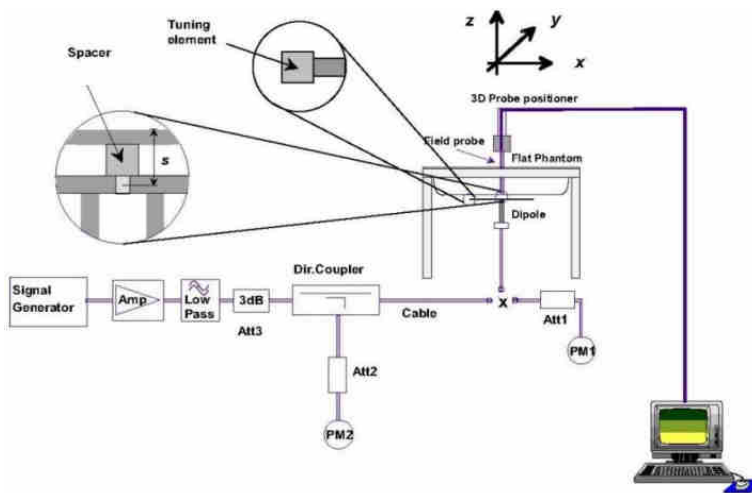 Tuning
element
Spacer
s
z
y
x
3D Probe positioner
Field probe
Flat Phantom
Dipole
Signal
Generator
Amp
Low
Pass
3dB
Att3
Dir.Coupler
Cable
x
Att1
PM1
Att2
PM2